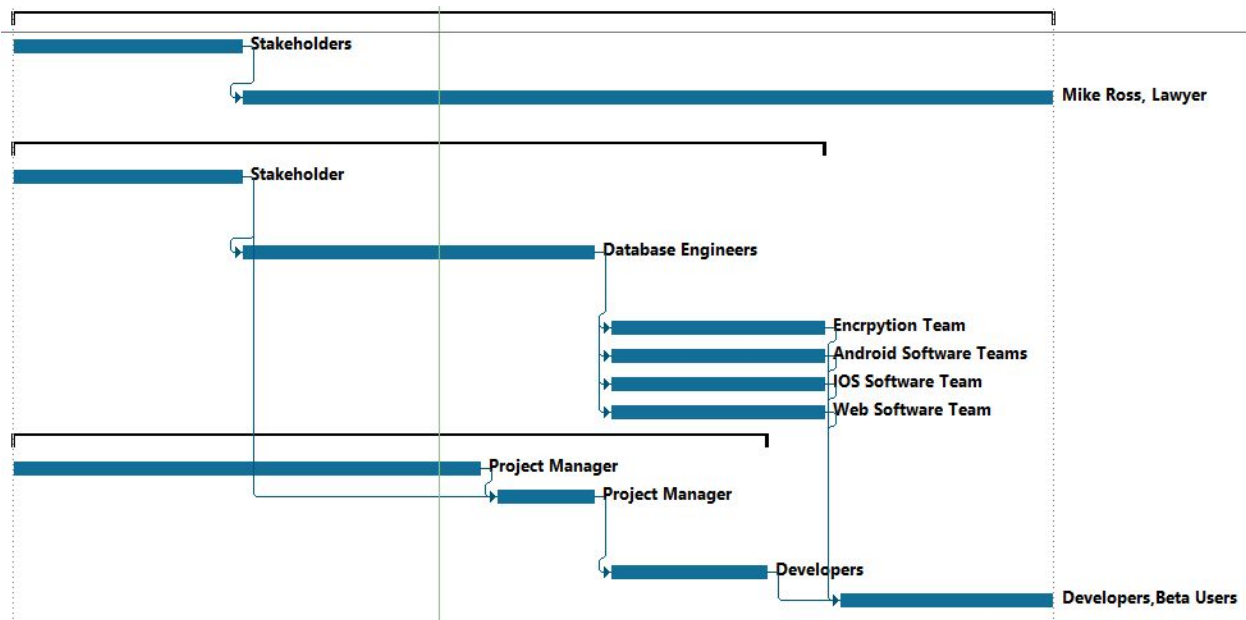 Stakeholders
Mike Ross, Lawyer
Stakeholder
Database Engineers
Encrpytion Team
Android Software Teams
IOS Software Team
Web Software Team
Project Manager
Project Manager
Developers
Developers,Beta Users